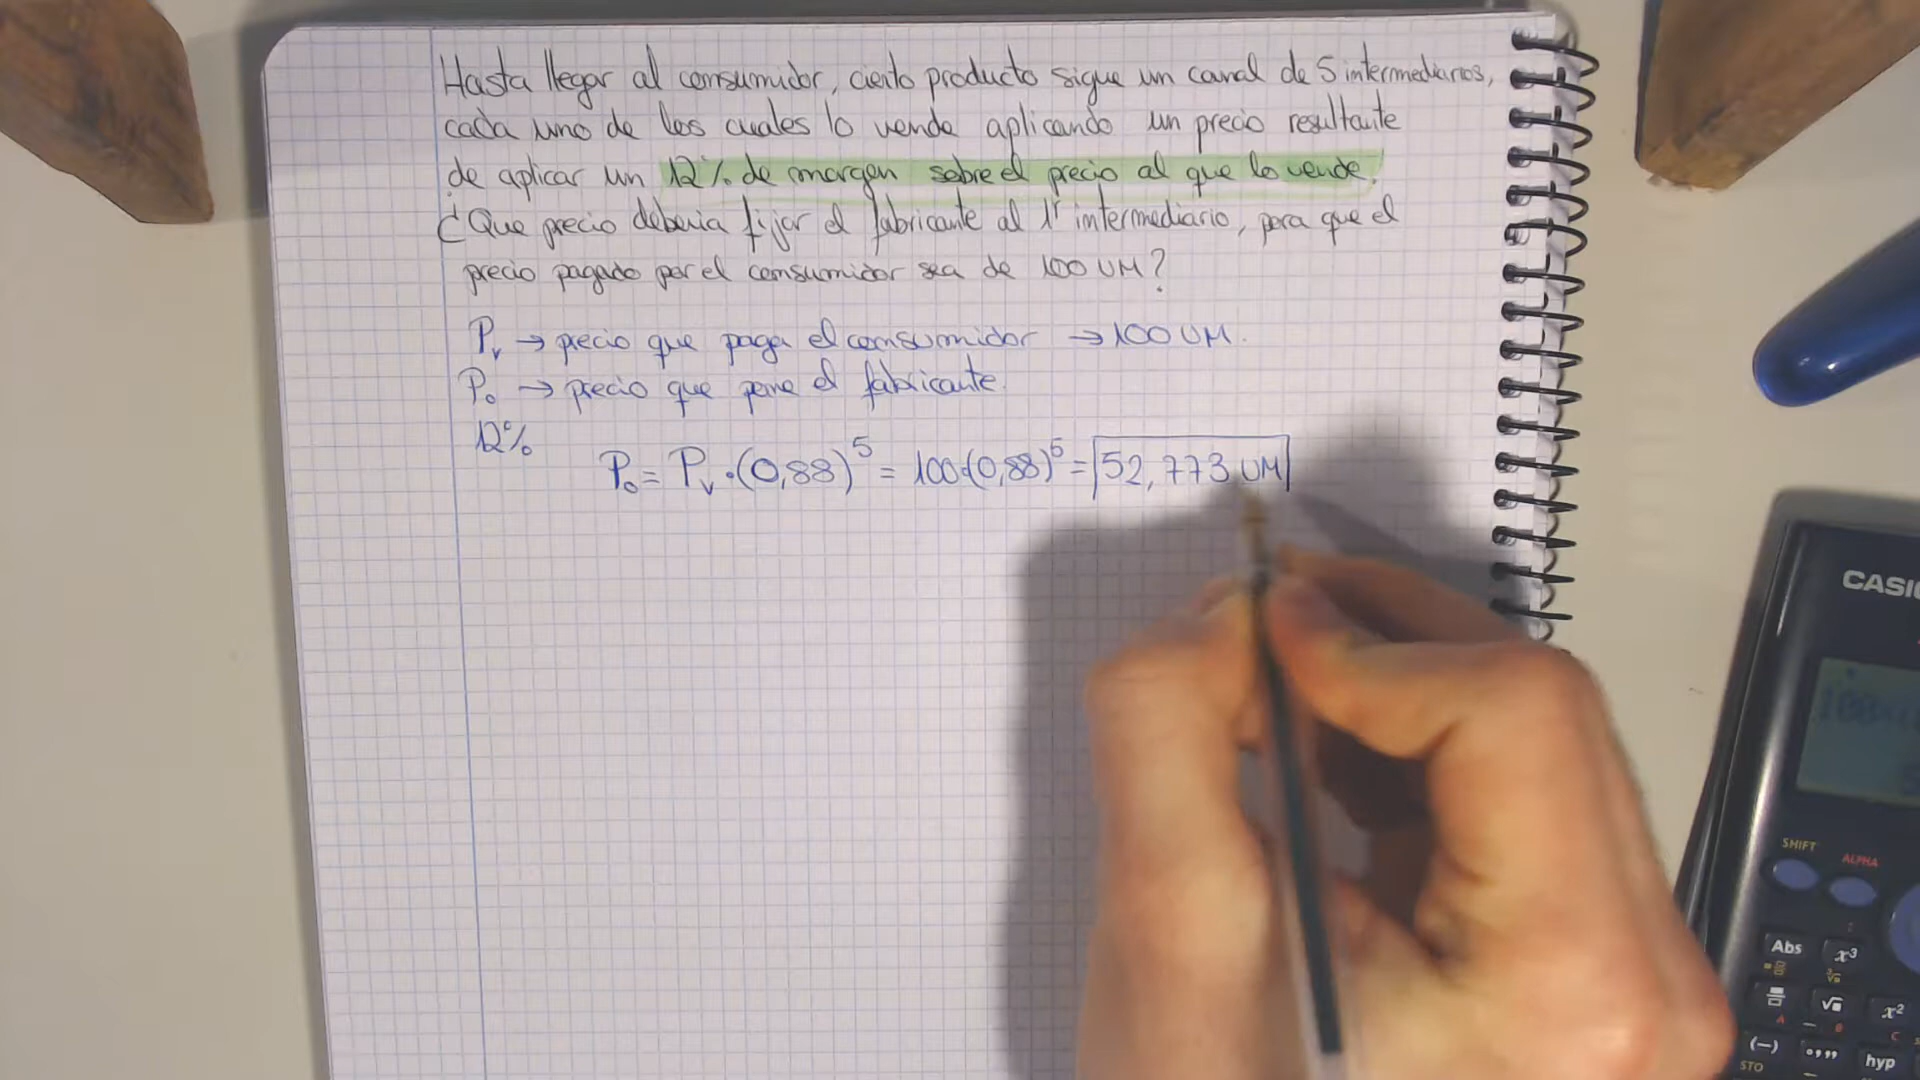 Hasta llegar al consumidor, cierto producto sigue un canal de 5 intermediarios,
cada uno de los cuales lo vende aplicando un precio resultante
de aplicar un 12% de margen sobre el precio al que lo vende.
¿Que precio deberia fijar el fabricante al 1r intermediario, para que el
precio pagado por el consumidor sea de 100 UM?
Pv → precio que paga el consumidor → 100 UM.
Po → precio que pone el fabricante.
12%
Po = Pv·(0,88)^5 = 100·(0,88)^5 = 52,773 UM
CASIO
SHIFT ALPHA
Abs x³
√ x²
(−) °,,, hyp
STO